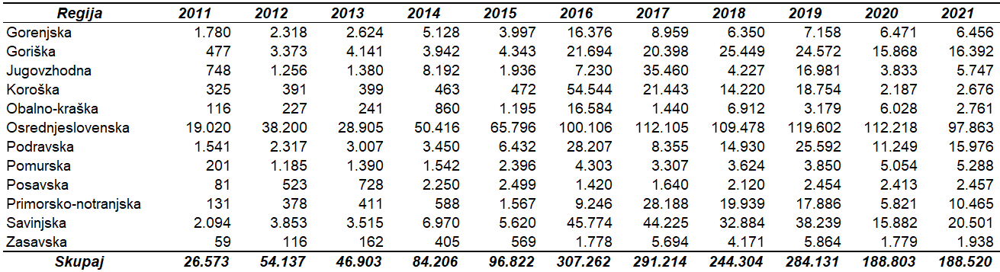 Regija 2011 2012 2013 2014 2015 2016 2017 2018 2019 2020 2021
Gorenjska 1.780 2.318 2.624 5.128 3.997 16.376 8.959 6.350 7.158 6.471 6.456
Goriška 477 3.373 4.141 3.942 4.343 21.694 20.398 25.449 24.572 15.868 16.392
Jugovzhodna 748 1.256 1.380 8.192 1.936 7.230 35.460 4.227 16.981 3.833 5.747
Koroška 325 391 399 463 472 54.544 21.443 14.220 18.754 2.187 2.676
Obalno-kraška 116 227 241 860 1.195 16.584 1.440 6.912 3.179 6.028 2.761
Osrednjeslovenska 19.020 38.200 28.905 50.416 65.796 100.106 112.105 109.478 119.602 112.218 97.863
Podravska 1.541 2.317 3.007 3.450 6.432 28.207 8.355 14.930 25.592 11.249 15.976
Pomurska 201 1.185 1.390 1.542 2.396 4.303 3.307 3.624 3.850 5.054 5.288
Posavska 81 523 728 2.250 2.499 1.420 1.640 2.120 2.454 2.413 2.457
Primorsko-notranjska 131 378 411 588 1.567 9.246 28.188 19.939 17.886 5.821 10.465
Savinjska 2.094 3.853 3.515 6.970 5.620 45.774 44.225 32.884 38.239 15.882 20.501
Zasavska 59 116 162 405 569 1.778 5.694 4.171 5.864 1.779 1.938
Skupaj 26.573 54.137 46.903 84.206 96.822 307.262 291.214 244.304 284.131 188.803 188.520